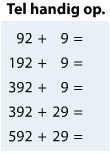 Tel handig op.
92 + 9 =
192 + 9 =
392 + 9 =
392 + 29 =
592 + 29 =